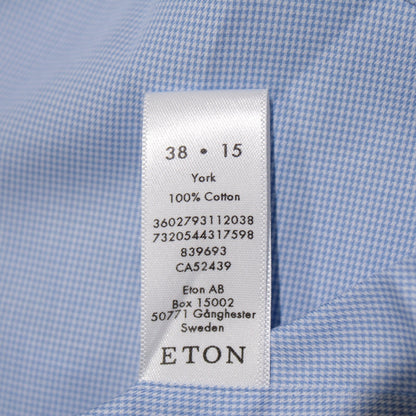 38 • 15
York
100% Cotton
3602793112038
7320544317598
839693
CA52439
Eton AB
Box 15002
50771 Gånghester
Sweden
ETON